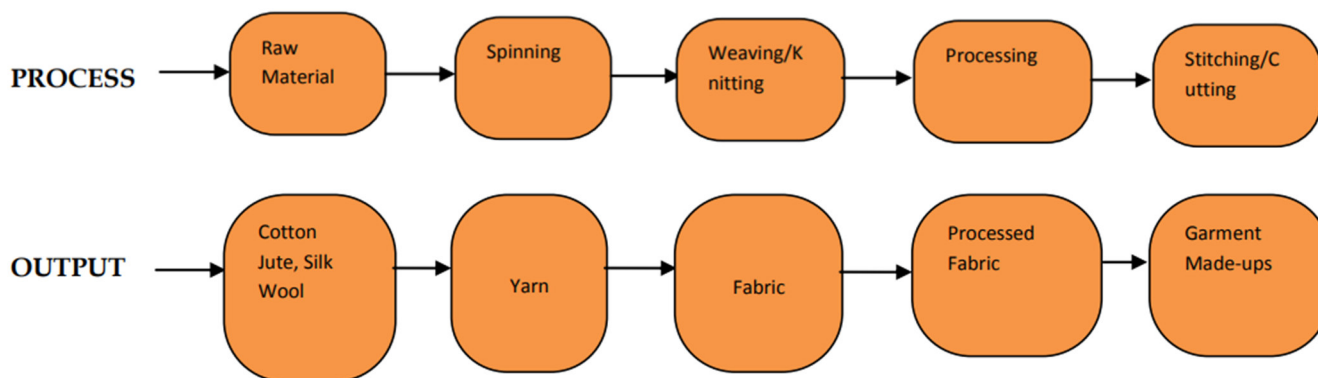 PROCESS
Raw
Material
Spinning
Weaving/K
nitting
Processing
Stitching/C
utting
OUTPUT
Cotton
Jute, Silk
Wool
Yarn
Fabric
Processed
Fabric
Garment
Made-ups